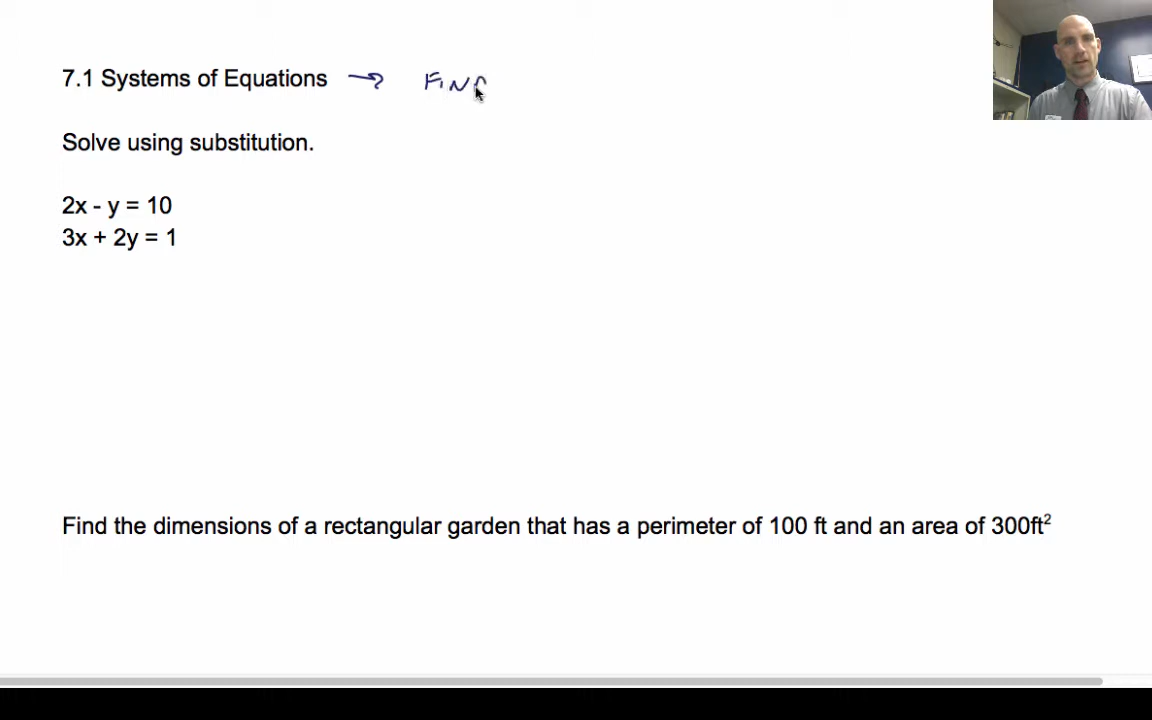 7.1 Systems of Equations → FIN
Solve using substitution.
2x - y = 10
3x + 2y = 1
Find the dimensions of a rectangular garden that has a perimeter of 100 ft and an area of 300ft²